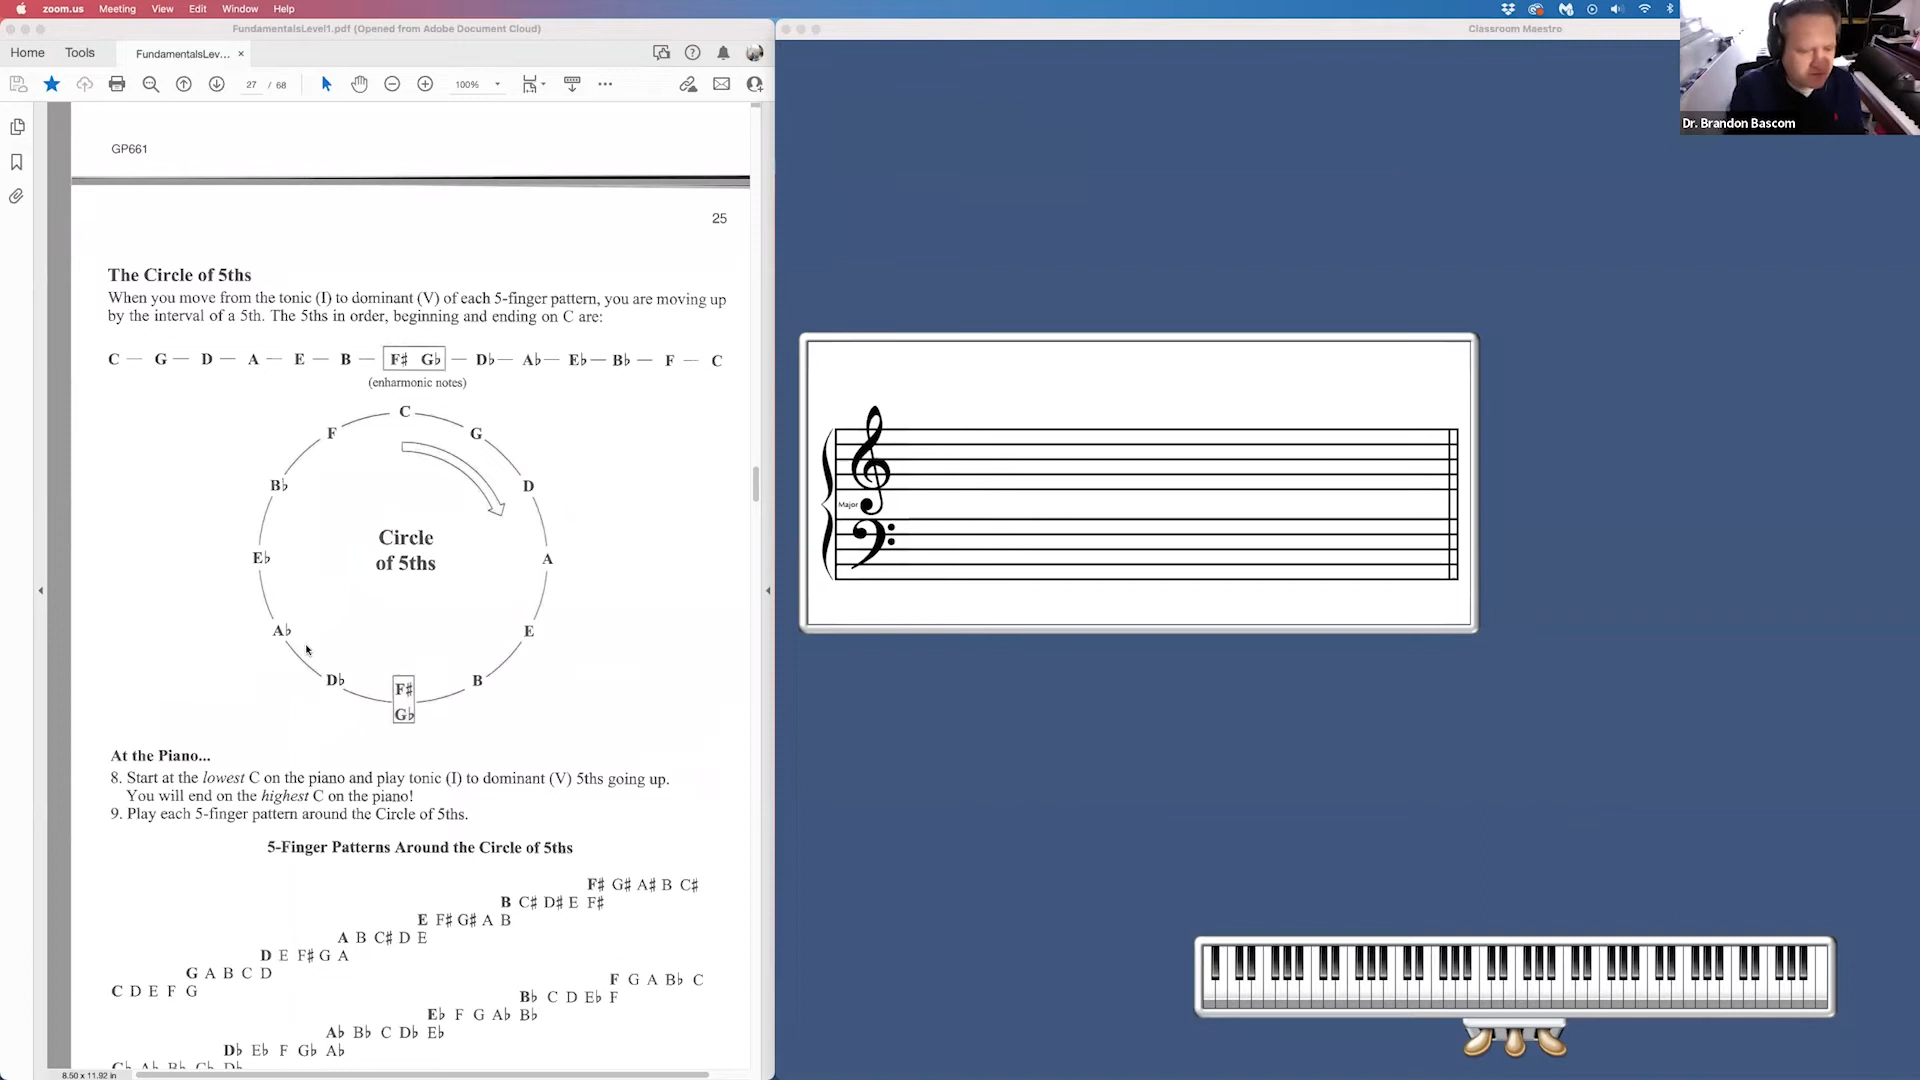 zoom.us Meeting View Edit Window Help
FundamentalsLevel1.pdf (Opened from Adobe Document Cloud)
Classroom Maestro
Home Tools FundamentalsLev... ×
27 / 68 100%
Dr. Brandon Bascom
GP661
25
The Circle of 5ths
When you move from the tonic (I) to dominant (V) of each 5-finger pattern, you are moving up
by the interval of a 5th. The 5ths in order, beginning and ending on C are:
C — G — D — A — E — B — F♯ G♭ — D♭ — A♭ — E♭ — B♭ — F — C
(enharmonic notes)
C
F G
B♭ D
Circle
of 5ths
E♭ A
A♭ E
D♭ B
F♯
G♭
Major
At the Piano...
8. Start at the lowest C on the piano and play tonic (I) to dominant (V) 5ths going up.
You will end on the highest C on the piano!
9. Play each 5-finger pattern around the Circle of 5ths.
5-Finger Patterns Around the Circle of 5ths
F♯ G♯ A♯ B C♯
B C♯ D♯ E F♯
E F♯ G♯ A B
A B C♯ D E
D E F♯ G A
G A B C D
C D E F G
F G A B♭ C
B♭ C D E♭ F
E♭ F G A♭ B♭
A♭ B♭ C D♭ E♭
D♭ E♭ F G♭ A♭
G♭ A♭ B♭ C♭ D♭
8.50 x 11.92 in